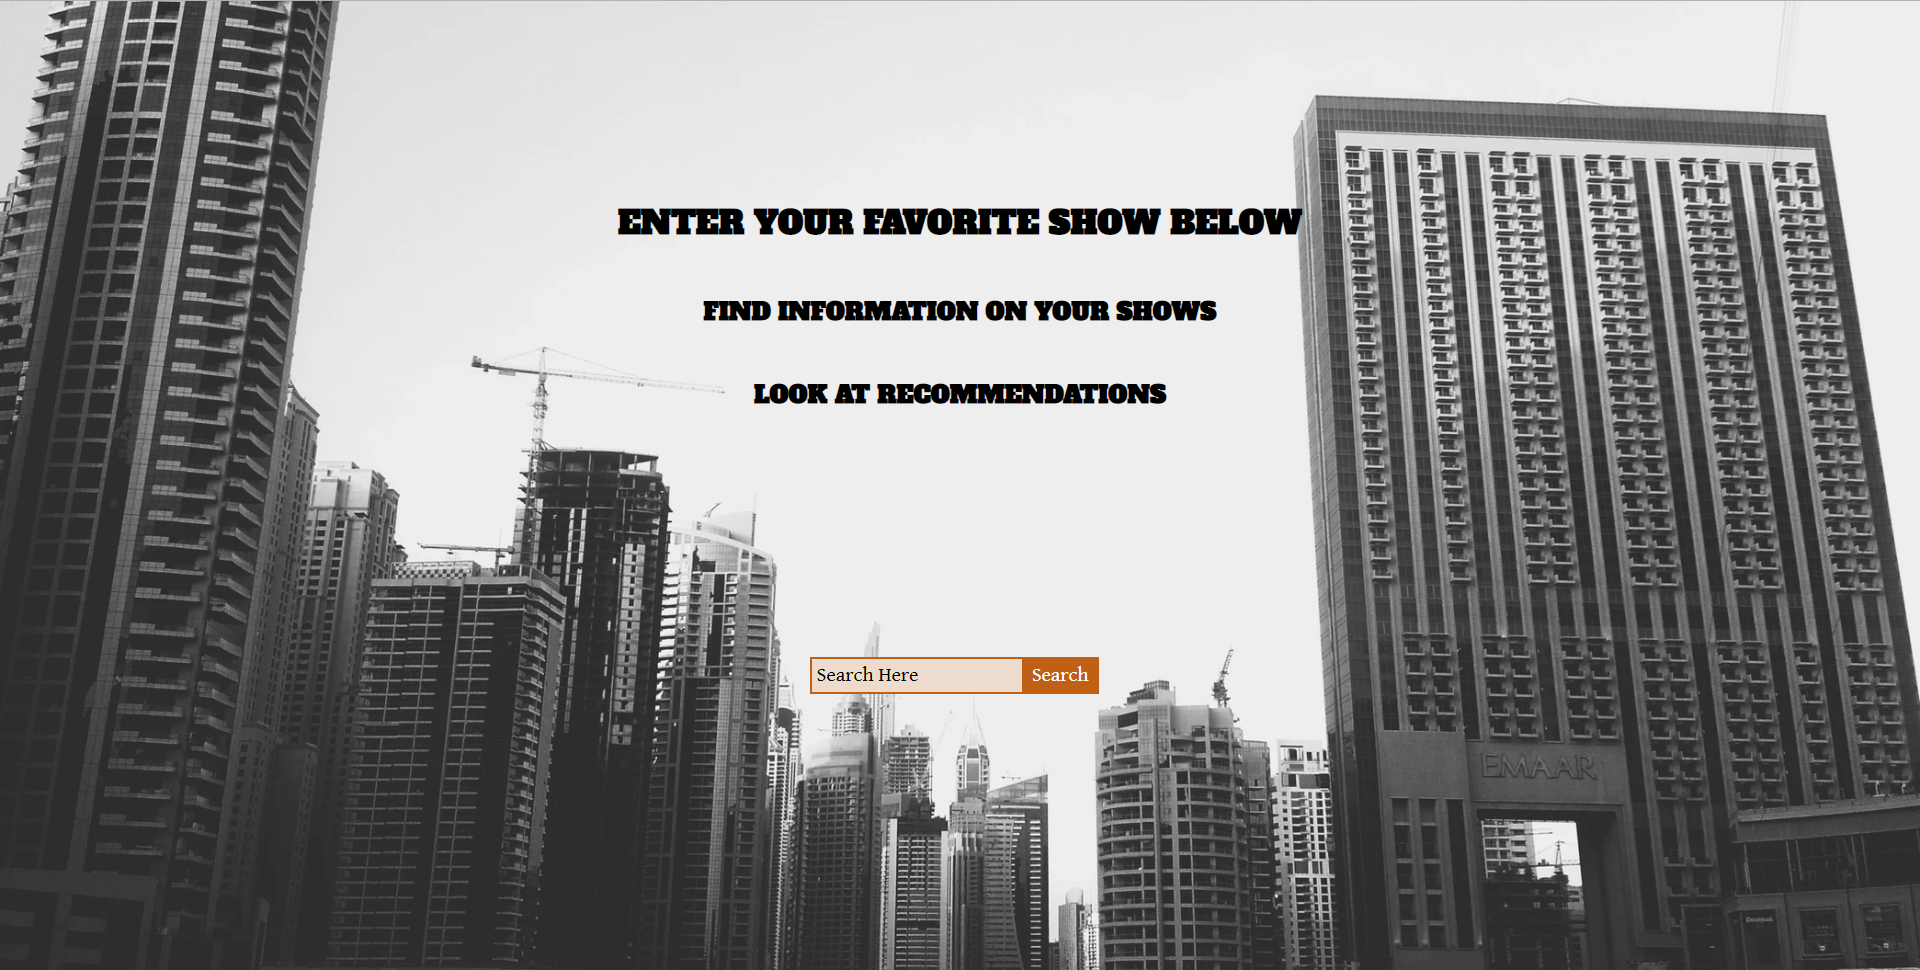 ENTER YOUR FAVORITE SHOW BELOW
FIND INFORMATION ON YOUR SHOWS
LOOK AT RECOMMENDATIONS
Search Here
Search
EMAAR